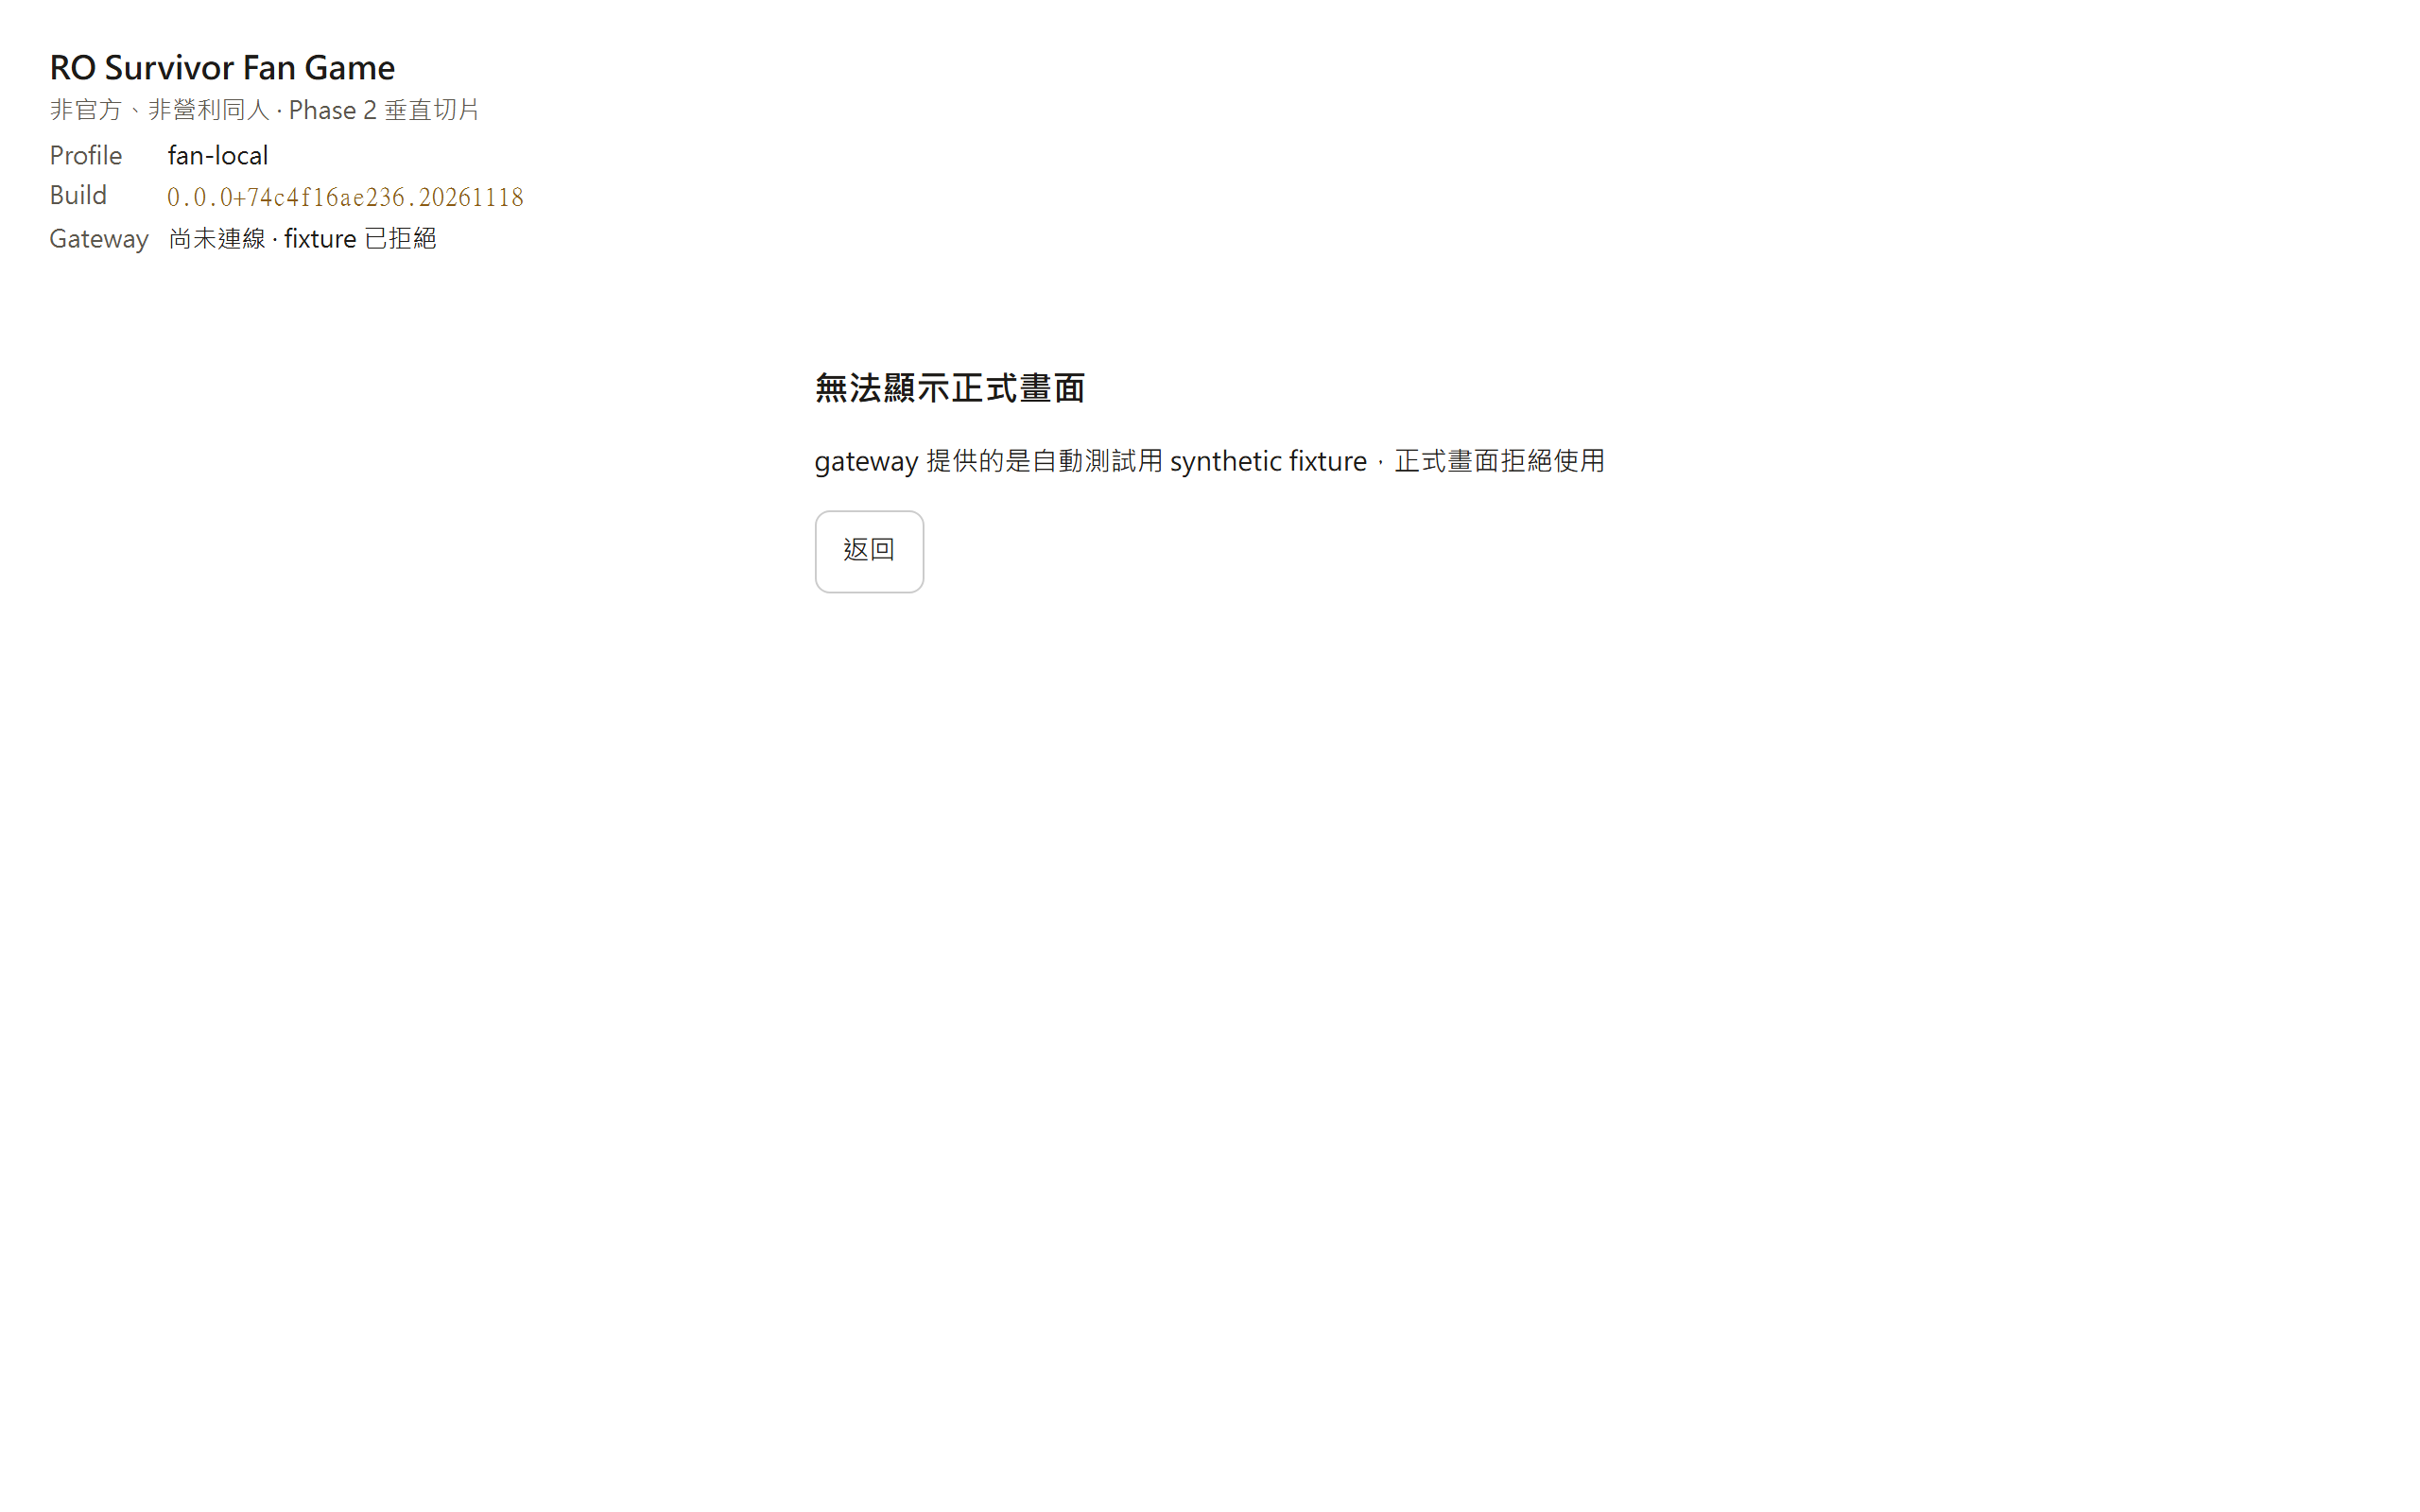 RO Survivor Fan Game
非官方、非營利同人 · Phase 2 垂直切片
Profile fan-local
Build 0.0.0+74c4f16ae236.20261118
Gateway 尚未連線 · fixture 已拒絕
無法顯示正式畫面
gateway 提供的是自動測試用 synthetic fixture，正式畫面拒絕使用
返回